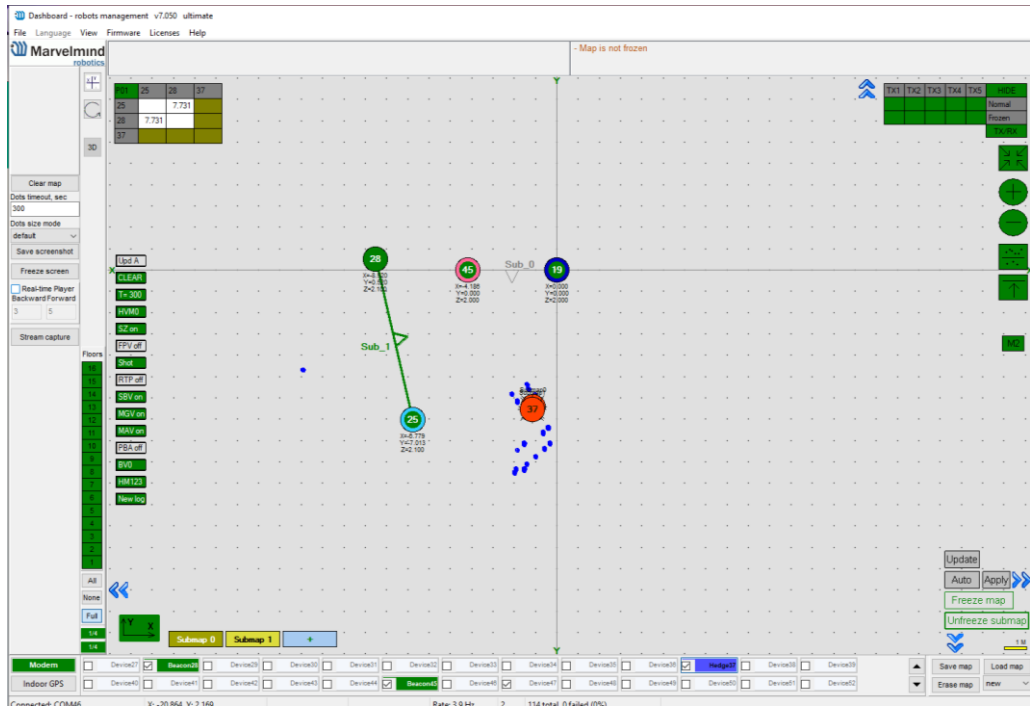 Dashboard - robots management v7.050 ultimate
File Language View Firmware Licenses Help
Marvelmind
robotics
- Map is not frozen
Y
P01 25 28 37
25 7.731
28 7.731
37
TX1 TX2 TX3 TX4 TX5 HIDE
Normal
Frozen
TX/RX
3D
Clear map
Dots timeout, sec
300
Dots size mode
default
Save screenshot
Freeze screen
Real-time Player
Backward Forward
3 5
Stream capture
Floors
16
15
14
13
12
11
10
9
8
7
6
5
4
3
2
1
All
None
Full
1/4
1/4
X
Upd A
CLEAR
T= 300
HVM0
SZ on
FPV off
Shot
RTP off
SBV on
MGV on
MAV on
PBA off
BV0
HM123
New log
28
Z=2.100
45
X=-4.186
Y=0.000
Z=2.000
Sub_0
19
X=0.000
Y=0.000
Z=2.000
Sub_1
25
Y=-7.013
Z=2.100
37
M2
Update
Auto Apply
Freeze map
Unfreeze submap
1 M
Y X
Submap 0 Submap 1 +
Y
Modem Device27 Beacon28 Device29 Device30 Device31 Device32 Device33 Device34 Device35 Device36 Hedge37 Device38 Device39
Indoor GPS Device40 Device41 Device42 Device43 Device44 Beacon45 Device46 Device47 Device48 Device49 Device50 Device51 Device52
Save map Load map
Erase map new
Connected: COM46 X: -20.864, Y: 2.169 Rate: 3.9 Hz 2 114 total, 0 failed (0%)